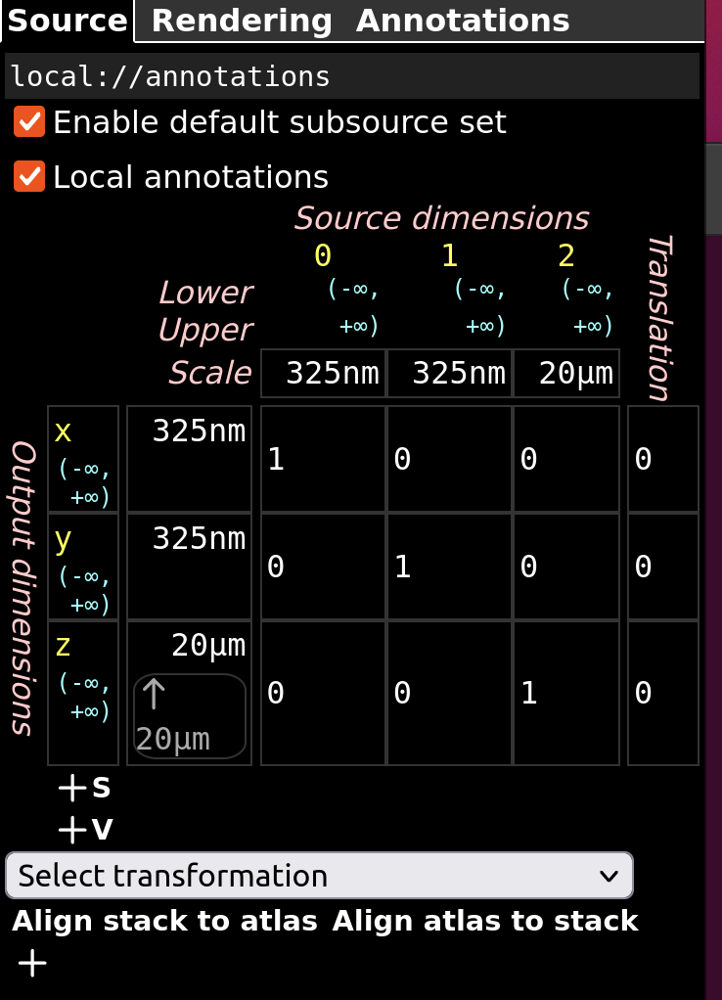 Source Rendering Annotations
local://annotations
Enable default subsource set
Local annotations
Source dimensions
0 1 2
Lower (-∞, (-∞, (-∞,
Upper +∞) +∞) +∞)
Translation
Scale 325nm 325nm 20µm
Output dimensions
x 325nm 1 0 0 0
(-∞,
+∞)
y 325nm 0 1 0 0
(-∞,
+∞)
z 20µm 0 0 1 0
(-∞,
+∞)
↑
20µm
+S
+V
Select transformation
Align stack to atlas Align atlas to stack
+